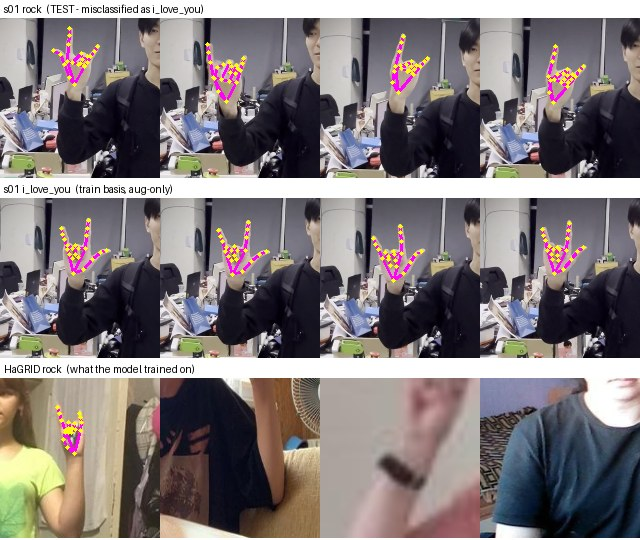 s01 rock (TEST - misclassified as i_love_you)
s01 i_love_you (train basis, aug-only)
HaGRID rock (what the model trained on)